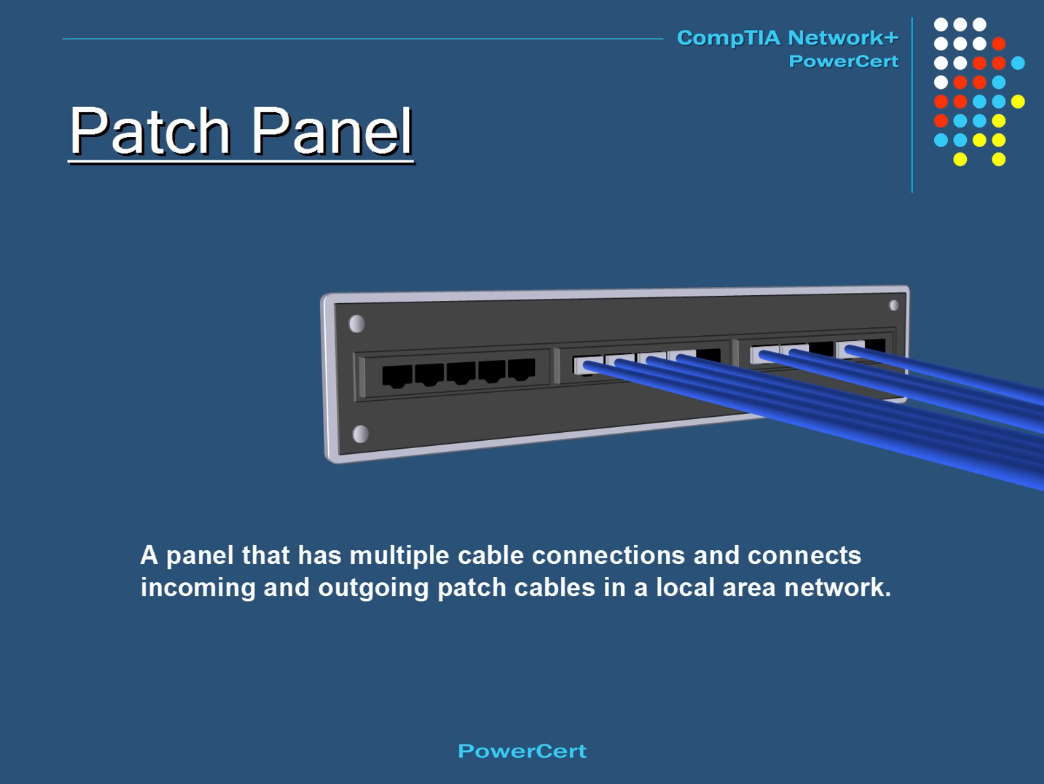 CompTIA Network+
PowerCert
Patch Panel
A panel that has multiple cable connections and connects
incoming and outgoing patch cables in a local area network.
PowerCert